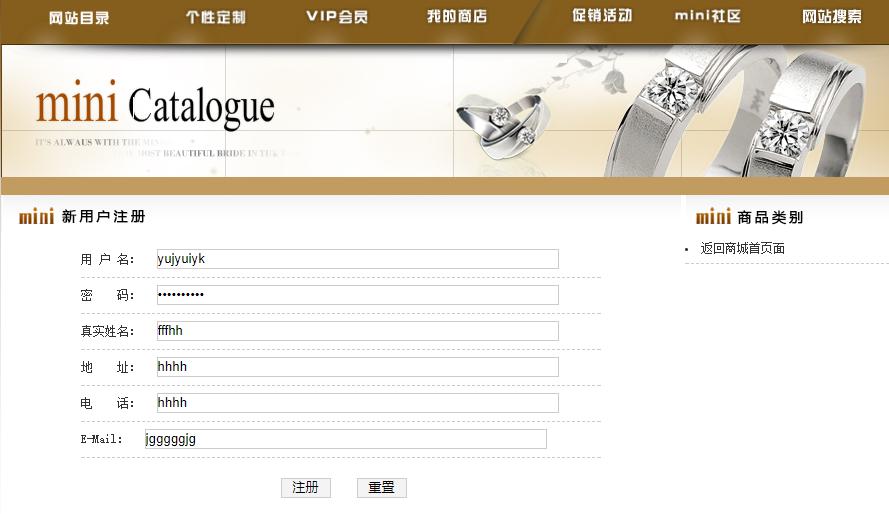 网站目录 个性定制 VIP会员 我的商店 促销活动 mini社区 网站搜索
mini Catalogue
IT'S ALWAUS WITH THE MIN
MOST BEAUTIFUL BRIDE IN
mini 新用户注册
用 户 名： yujyuiyk
密 码： ••••••••••
真实姓名： fffhh
地 址： hhhh
电 话： hhhh
E-Mail： jgggggjg
注册 重置
mini 商品类别
• 返回商城首页面